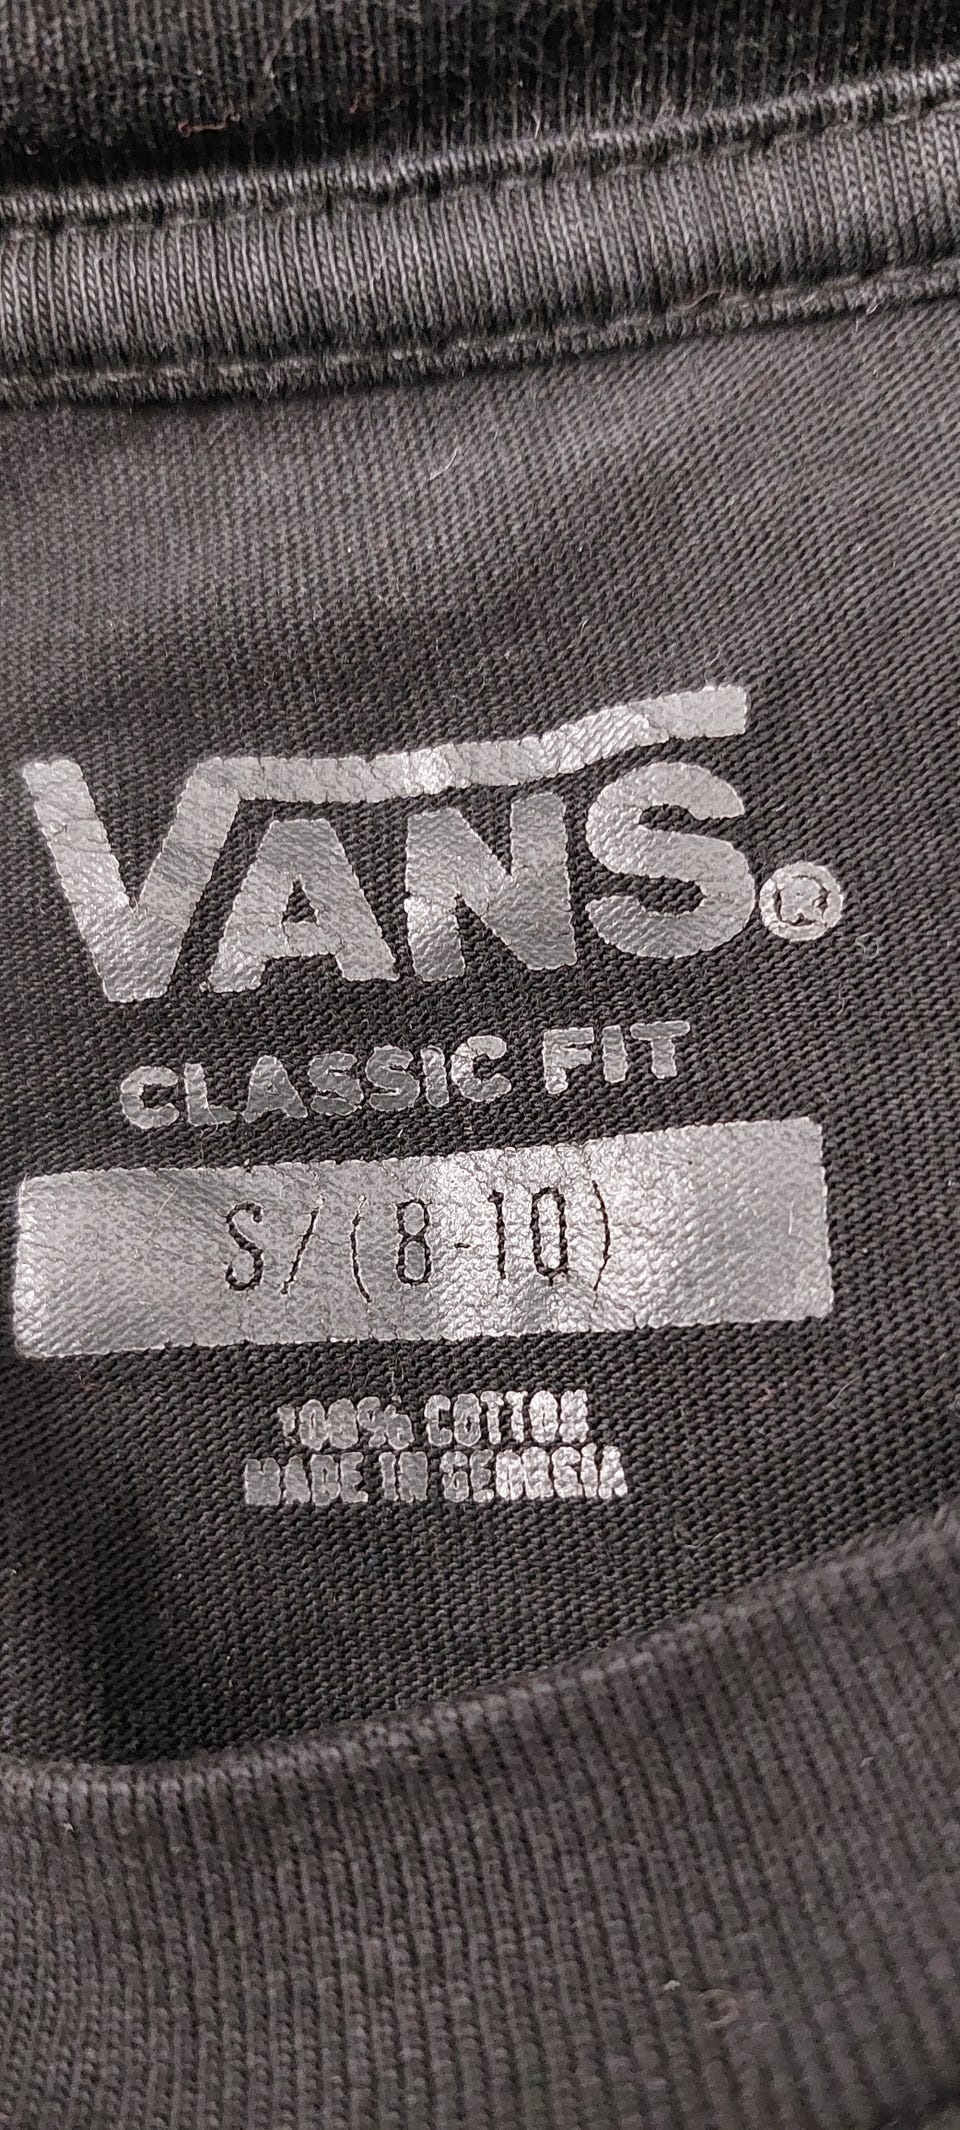 VANS®
CLASSIC FIT
S/(8-10)
100% COTTON
MADE IN GEORGIA